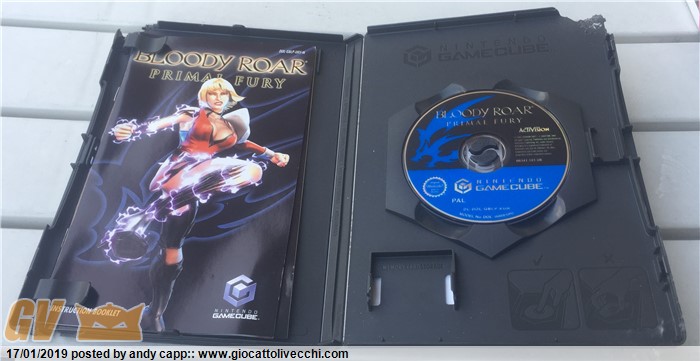 BLOODY ROAR
PRIMAL FURY
NINTENDO
GAMECUBE
INSTRUCTION BOOKLET
NINTENDO
GAMECUBE
BLOODY ROAR
PRIMAL FURY
ACTIVISION
NINTENDO
GAMECUBE
PAL
GV
17/01/2019 posted by andy capp:: www.giocattolivecchi.com